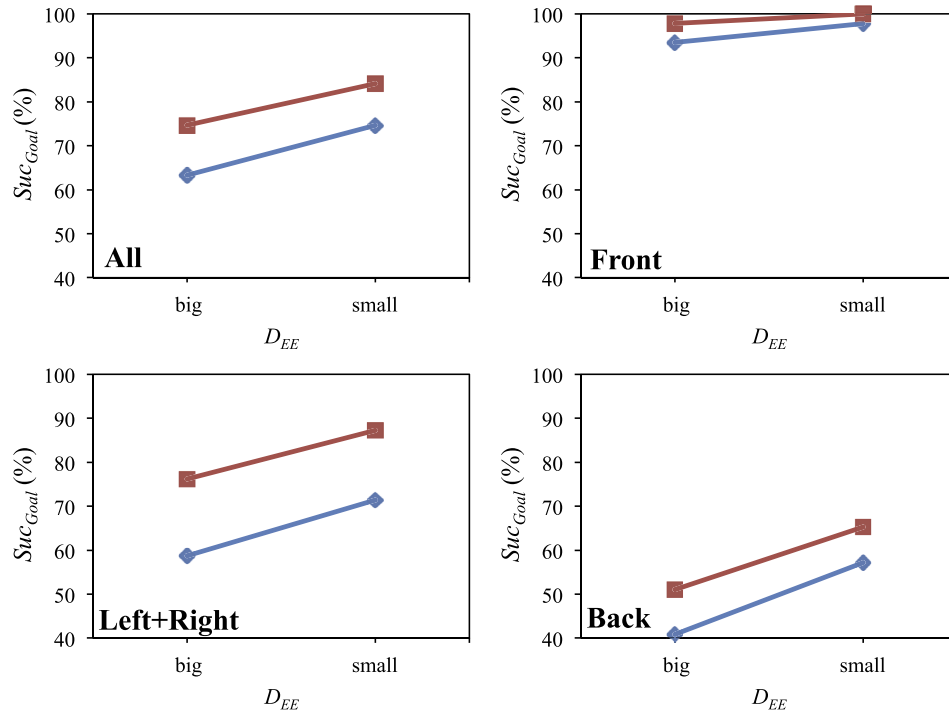 100
90
80
70
60
50
40
Suc_Goal (%)
All
big small
D_EE
100
90
80
70
60
50
40
Suc_Goal (%)
Front
big small
D_EE
100
90
80
70
60
50
40
Suc_Goal (%)
Left+Right
big small
D_EE
100
90
80
70
60
50
40
Suc_Goal (%)
Back
big small
D_EE